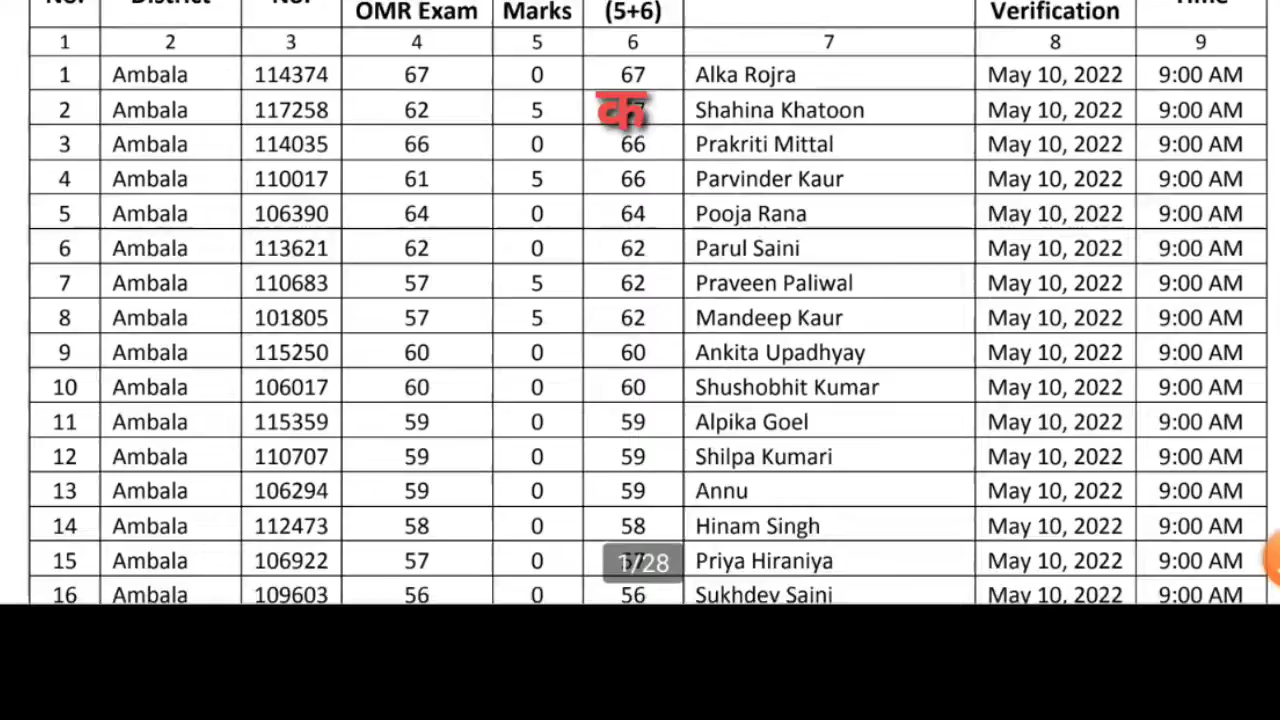 District
OMR Exam Marks (5+6) Verification
1 2 3 4 5 6 7 8 9
1 Ambala 114374 67 0 67 Alka Rojra May 10, 2022 9:00 AM
2 Ambala 117258 62 5 क Shahina Khatoon May 10, 2022 9:00 AM
3 Ambala 114035 66 0 66 Prakriti Mittal May 10, 2022 9:00 AM
4 Ambala 110017 61 5 66 Parvinder Kaur May 10, 2022 9:00 AM
5 Ambala 106390 64 0 64 Pooja Rana May 10, 2022 9:00 AM
6 Ambala 113621 62 0 62 Parul Saini May 10, 2022 9:00 AM
7 Ambala 110683 57 5 62 Praveen Paliwal May 10, 2022 9:00 AM
8 Ambala 101805 57 5 62 Mandeep Kaur May 10, 2022 9:00 AM
9 Ambala 115250 60 0 60 Ankita Upadhyay May 10, 2022 9:00 AM
10 Ambala 106017 60 0 60 Shushobhit Kumar May 10, 2022 9:00 AM
11 Ambala 115359 59 0 59 Alpika Goel May 10, 2022 9:00 AM
12 Ambala 110707 59 0 59 Shilpa Kumari May 10, 2022 9:00 AM
13 Ambala 106294 59 0 59 Annu May 10, 2022 9:00 AM
14 Ambala 112473 58 0 58 Hinam Singh May 10, 2022 9:00 AM
15 Ambala 106922 57 0 1/28 Priya Hiraniya May 10, 2022 9:00 AM
16 Ambala 109603 56 0 56 Sukhdev Saini May 10, 2022 9:00 AM